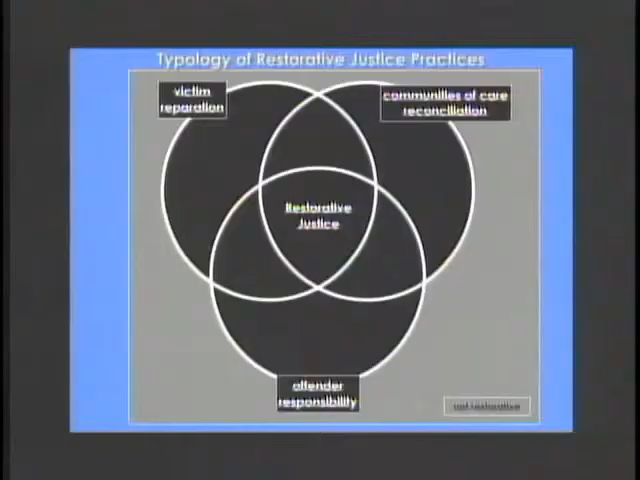 Typology of Restorative Justice Practices
victim
reparation
communities of care
reconciliation
Restorative
Justice
offender
responsibility
not restorative